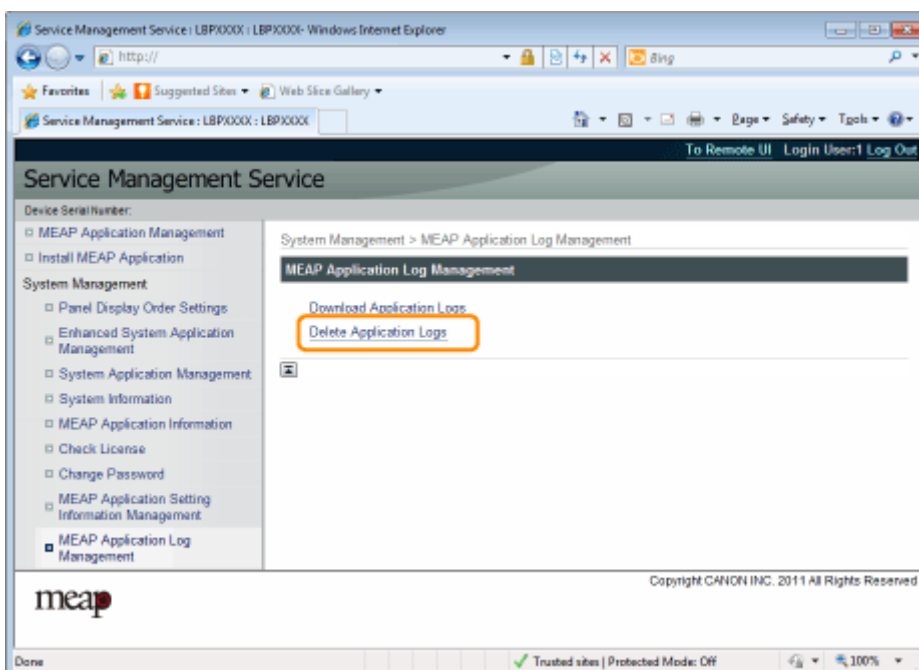 Service Management Service : LBPXXXX : LBPXXXX- Windows Internet Explorer
http://
Bing
Favorites Suggested Sites Web Slice Gallery
Service Management Service : LBPXXXX : LBPXXXX
Page Safety Tools
To Remote UI Login User:1 Log Out
Service Management Service
Device Serial Number:
MEAP Application Management
Install MEAP Application
System Management
Panel Display Order Settings
Enhanced System Application
Management
System Application Management
System Information
MEAP Application Information
Check License
Change Password
MEAP Application Setting
Information Management
MEAP Application Log
Management
System Management > MEAP Application Log Management
MEAP Application Log Management
Download Application Logs
Delete Application Logs
meap
Copyright CANON INC. 2011 All Rights Reserved
Done
Trusted sites | Protected Mode: Off
100%